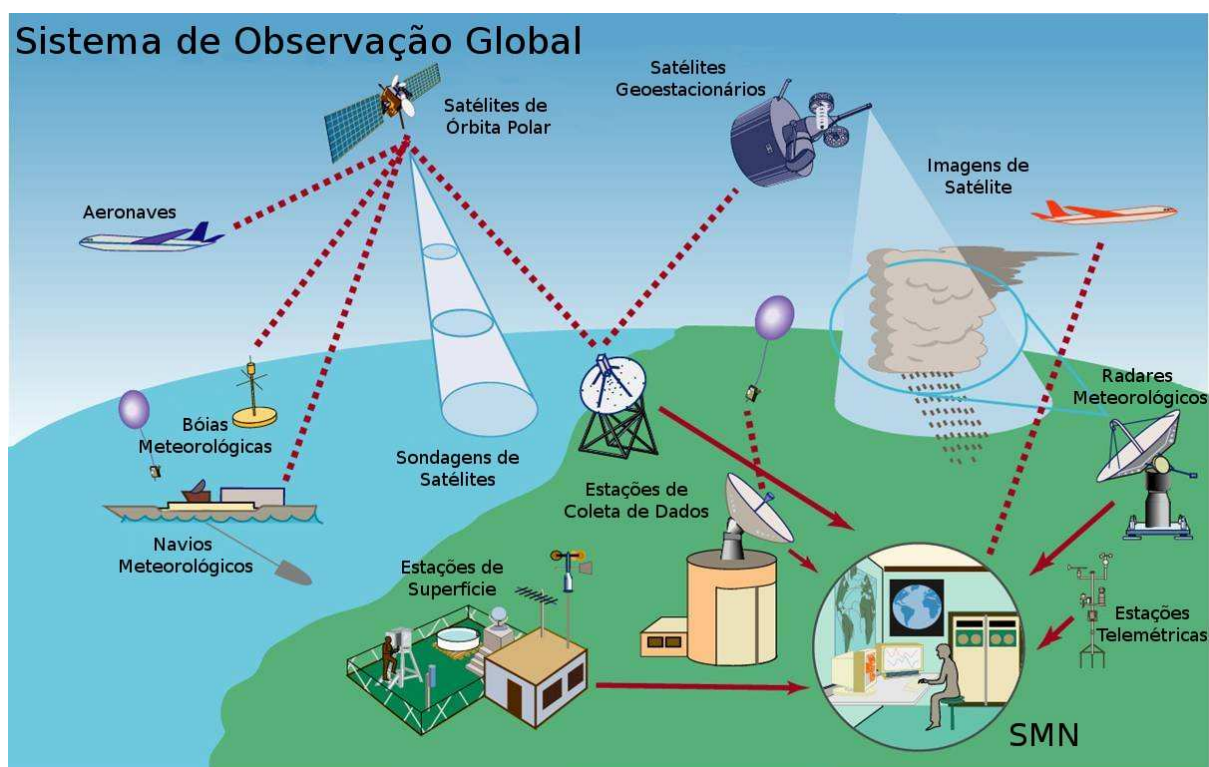 Sistema de Observação Global
Satélites de
Órbita Polar
Satélites
Geoestacionários
Imagens de
Satélite
Aeronaves
Radares
Meteorológicos
Bóias
Meteorológicas
Sondagens de
Satélites
Estações de
Coleta de Dados
Navios
Meteorológicos
Estações de
Superfície
Estações
Telemétricas
SMN